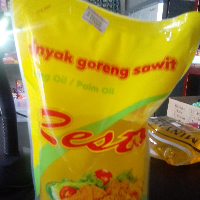 nyak goreng sawit
ng Oil / Palm Oil
Resto